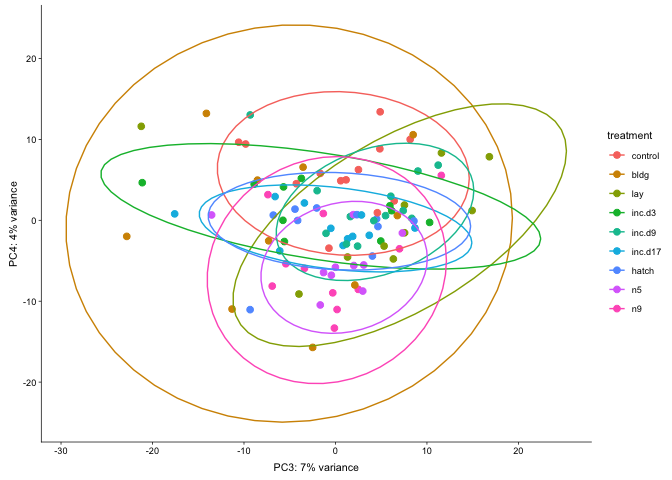 20
10
0
-10
-20
PC4: 4% variance
-30
-20
-10
0
10
20
PC3: 7% variance
treatment
control
bldg
lay
inc.d3
inc.d9
inc.d17
hatch
n5
n9